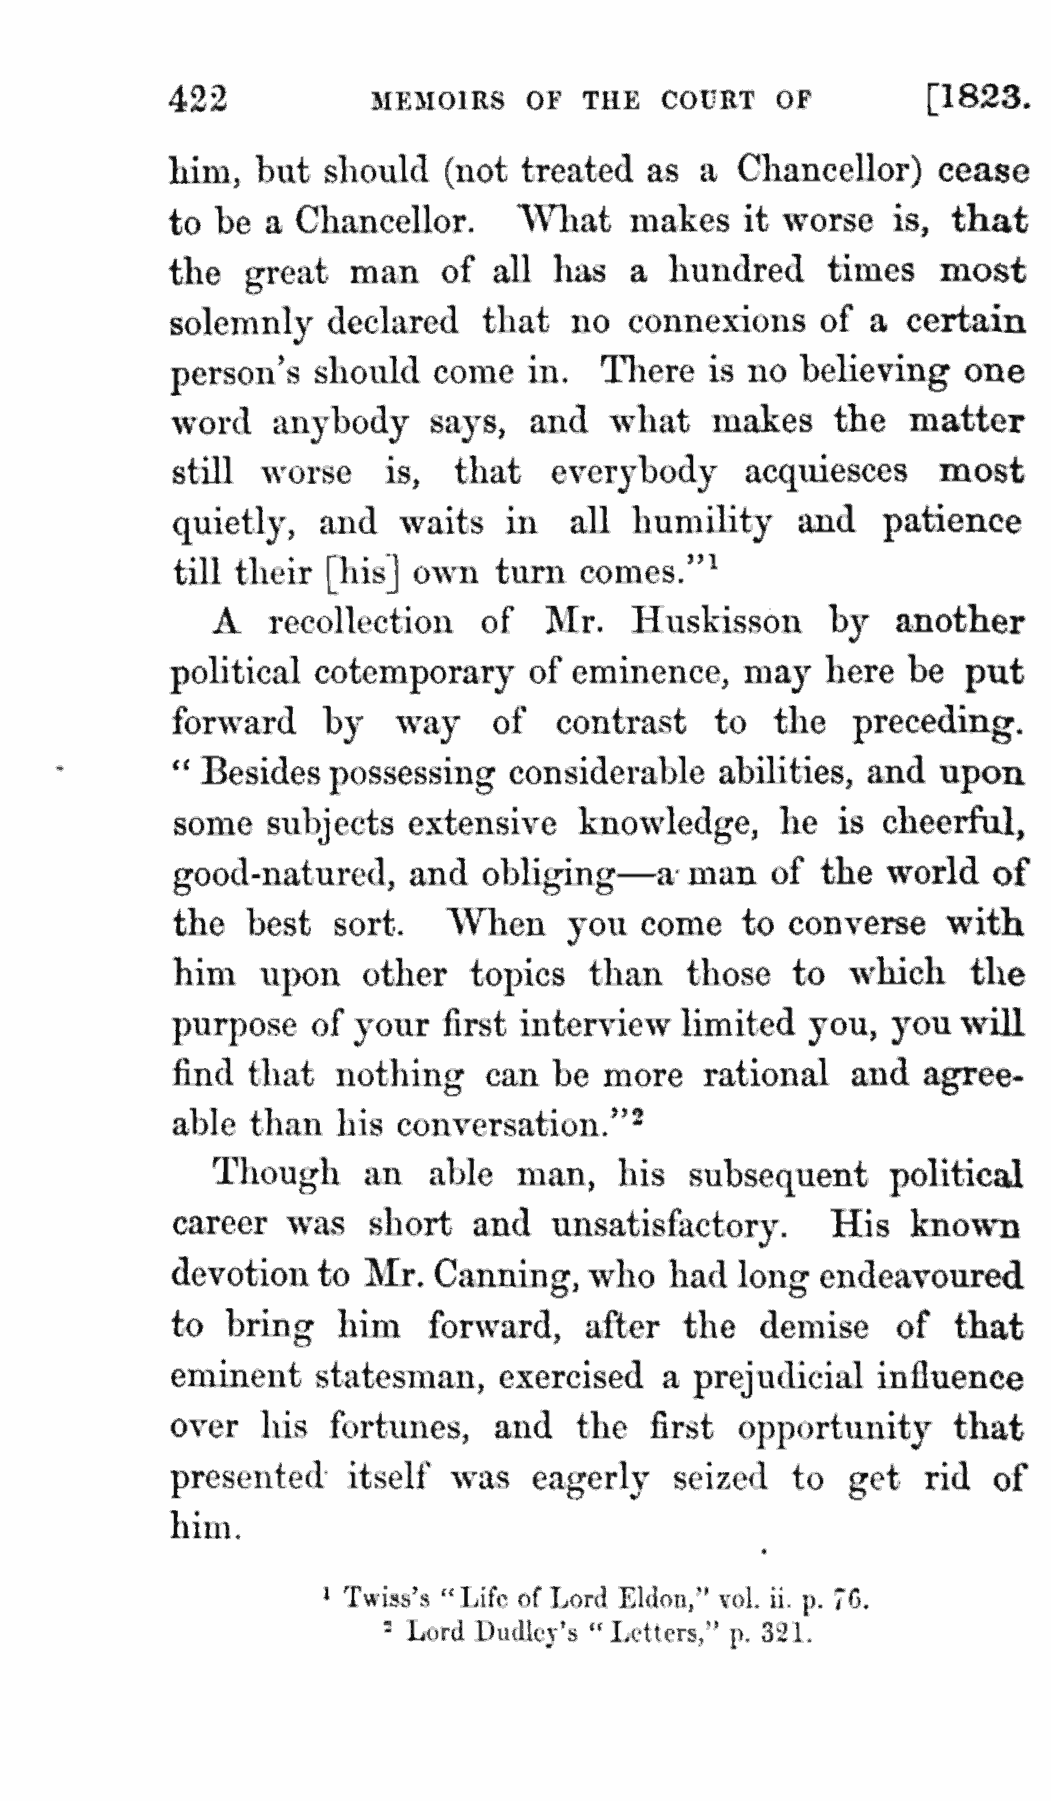 422 MEMOIRS OF THE COURT OF [1823.
him, but should (not treated as a Chancellor) cease
to be a Chancellor. What makes it worse is, that
the great man of all has a hundred times most
solemnly declared that no connexions of a certain
person's should come in. There is no believing one
word anybody says, and what makes the matter
still worse is, that everybody acquiesces most
quietly, and waits in all humility and patience
till their [his] own turn comes."¹
A recollection of Mr. Huskisson by another
political cotemporary of eminence, may here be put
forward by way of contrast to the preceding.
" Besides possessing considerable abilities, and upon
some subjects extensive knowledge, he is cheerful,
good-natured, and obliging—a man of the world of
the best sort. When you come to converse with
him upon other topics than those to which the
purpose of your first interview limited you, you will
find that nothing can be more rational and agree-
able than his conversation."²
Though an able man, his subsequent political
career was short and unsatisfactory. His known
devotion to Mr. Canning, who had long endeavoured
to bring him forward, after the demise of that
eminent statesman, exercised a prejudicial influence
over his fortunes, and the first opportunity that
presented itself was eagerly seized to get rid of
him.
¹ Twiss's "Life of Lord Eldon," vol. ii. p. 76.
² Lord Dudley's " Letters," p. 321.